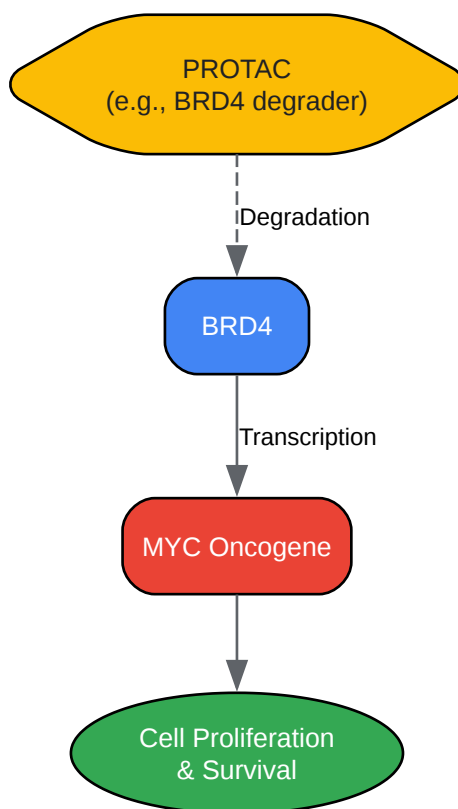 PROTAC
(e.g., BRD4 degrader)
Degradation
BRD4
Transcription
MYC Oncogene
Cell Proliferation
& Survival